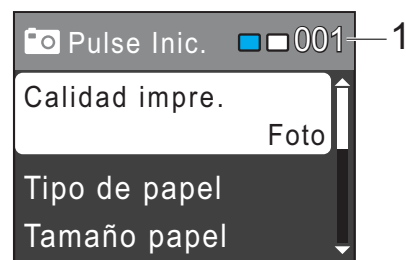 Pulse Inic. 001 1
Calidad impre.
Foto
Tipo de papel
Tamaño papel